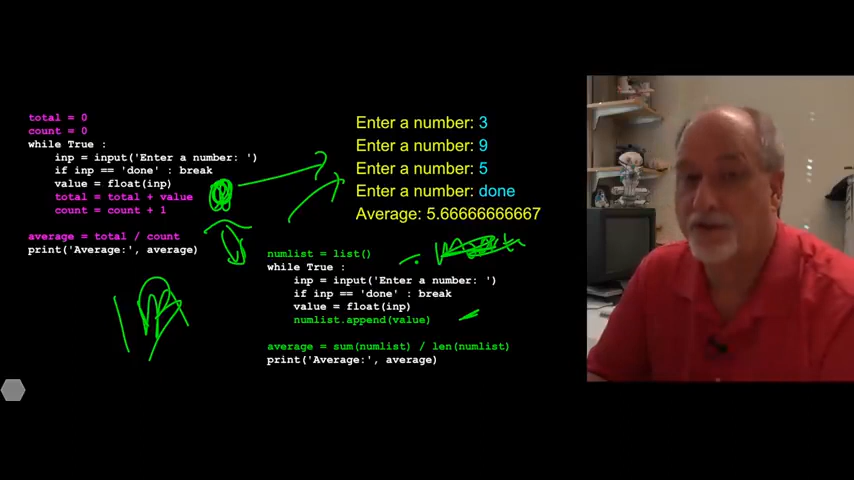 total = 0
count = 0
while True :
    inp = input('Enter a number: ')
    if inp == 'done' : break
    value = float(inp)
    total = total + value
    count = count + 1
average = total / count
print('Average:', average)
Enter a number: 3
Enter a number: 9
Enter a number: 5
Enter a number: done
Average: 5.66666666667
numlist = list()
while True :
    inp = input('Enter a number: ')
    if inp == 'done' : break
    value = float(inp)
    numlist.append(value)
average = sum(numlist) / len(numlist)
print('Average:', average)